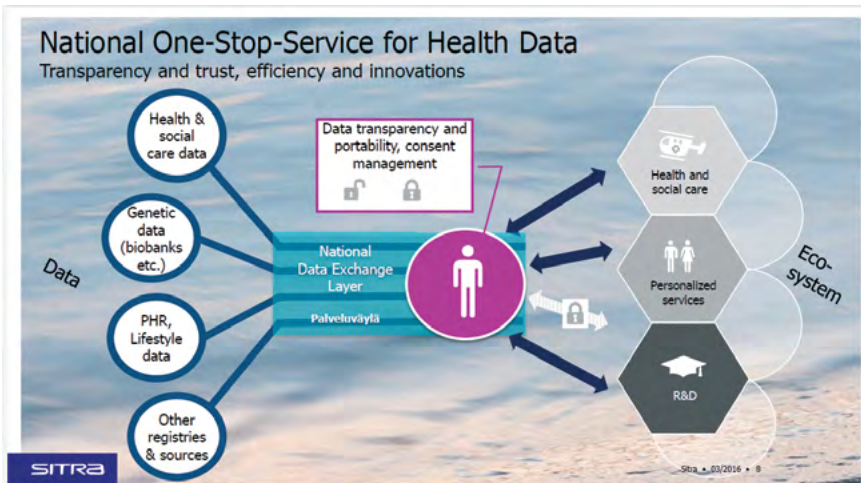 National One-Stop-Service for Health Data
Transparency and trust, efficiency and innovations
Data
Health &
social
care data
Genetic
data
(biobanks
etc.)
PHR,
Lifestyle
data
Other
registries
& sources
Data transparency and
portability, consent
management
National
Data Exchange
Layer
Palveluväylä
Health and
social care
Personalized
services
R&D
Eco-
system
SITRA
Sitra • 03/2016 • 8